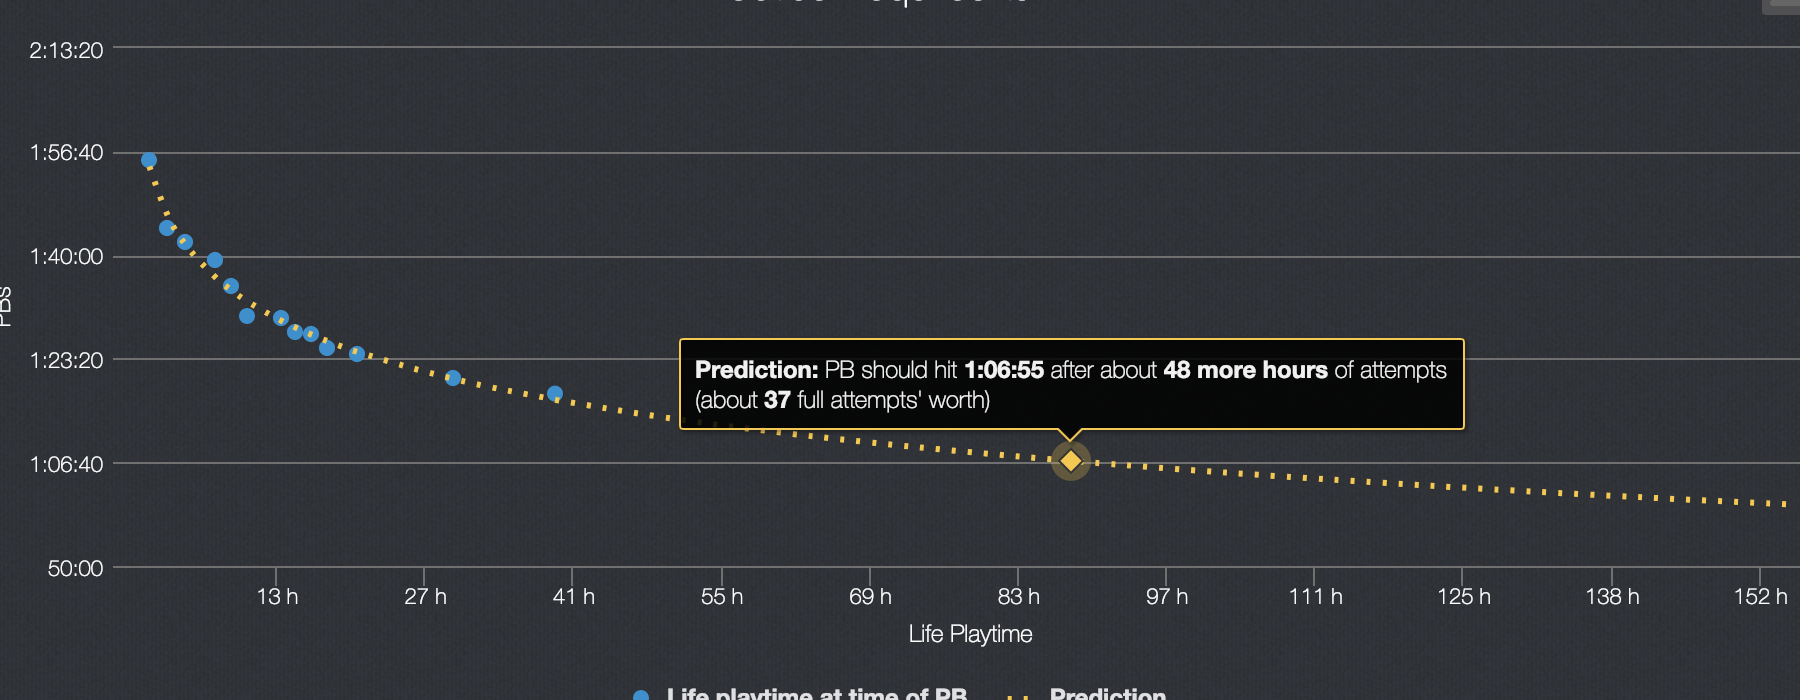 2:13:20
1:56:40
1:40:00
1:23:20
1:06:40
50:00
PBs
Prediction: PB should hit 1:06:55 after about 48 more hours of attempts
(about 37 full attempts' worth)
13 h 27 h 41 h 55 h 69 h 83 h 97 h 111 h 125 h 138 h 152 h
Life Playtime
Life playtime at time of PB Prediction